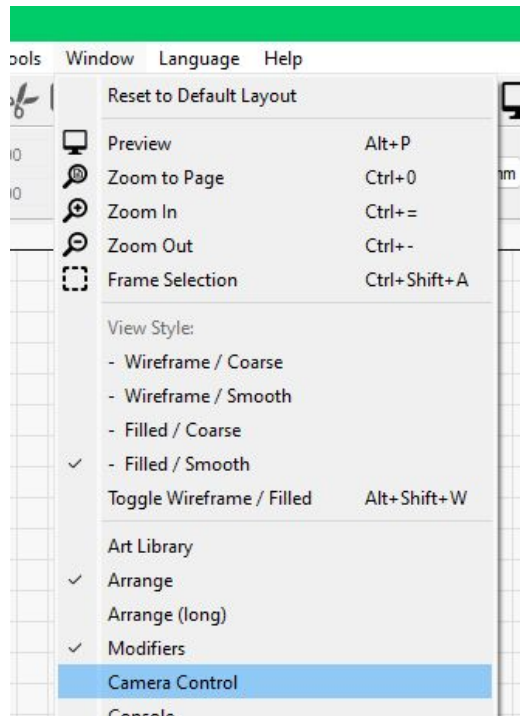 ools Window Language Help
Reset to Default Layout
Preview Alt+P
Zoom to Page Ctrl+0
Zoom In Ctrl+=
Zoom Out Ctrl+-
Frame Selection Ctrl+Shift+A
View Style:
- Wireframe / Coarse
- Wireframe / Smooth
- Filled / Coarse
- Filled / Smooth
Toggle Wireframe / Filled Alt+Shift+W
Art Library
Arrange
Arrange (long)
Modifiers
Camera Control
Console